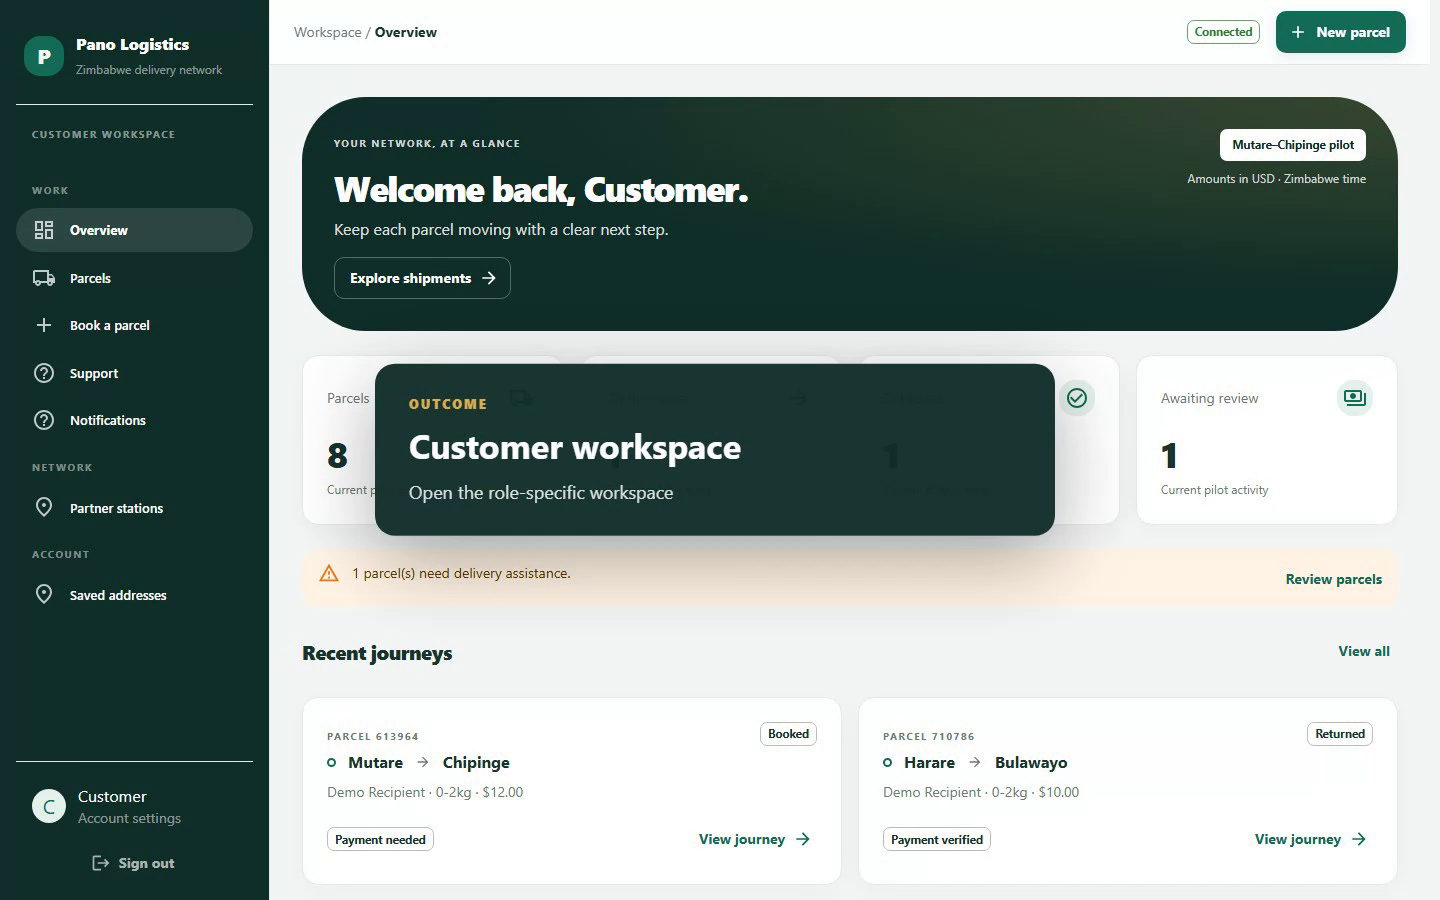 P
Pano Logistics
Zimbabwe delivery network
CUSTOMER WORKSPACE
WORK
Overview
Parcels
Book a parcel
Support
Notifications
NETWORK
Partner stations
ACCOUNT
Saved addresses
C
Customer
Account settings
Sign out
Workspace / Overview
Connected
New parcel
YOUR NETWORK, AT A GLANCE
Welcome back, Customer.
Keep each parcel moving with a clear next step.
Explore shipments
Mutare–Chipinge pilot
Amounts in USD · Zimbabwe time
Parcels
8
Current
OUTCOME
Customer workspace
Open the role-specific workspace
1
Awaiting review
1
Current pilot activity
1 parcel(s) need delivery assistance.
Review parcels
Recent journeys
View all
PARCEL 613964
Booked
Mutare → Chipinge
Demo Recipient · 0-2kg · $12.00
Payment needed
View journey
PARCEL 710786
Returned
Harare → Bulawayo
Demo Recipient · 0-2kg · $10.00
Payment verified
View journey